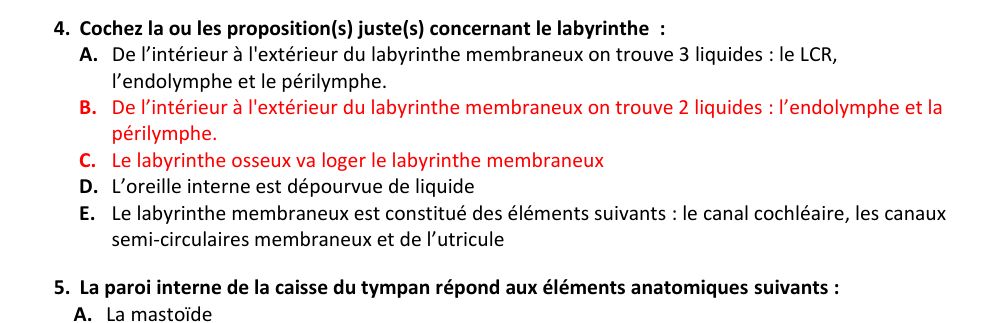 4. Cochez la ou les proposition(s) juste(s) concernant le labyrinthe :
A. De l’intérieur à l'extérieur du labyrinthe membraneux on trouve 3 liquides : le LCR,
l’endolymphe et le périlymphe.
B. De l’intérieur à l'extérieur du labyrinthe membraneux on trouve 2 liquides : l’endolymphe et la
périlymphe.
C. Le labyrinthe osseux va loger le labyrinthe membraneux
D. L’oreille interne est dépourvue de liquide
E. Le labyrinthe membraneux est constitué des éléments suivants : le canal cochléaire, les canaux
semi-circulaires membraneux et de l’utricule
5. La paroi interne de la caisse du tympan répond aux éléments anatomiques suivants :
A. La mastoïde